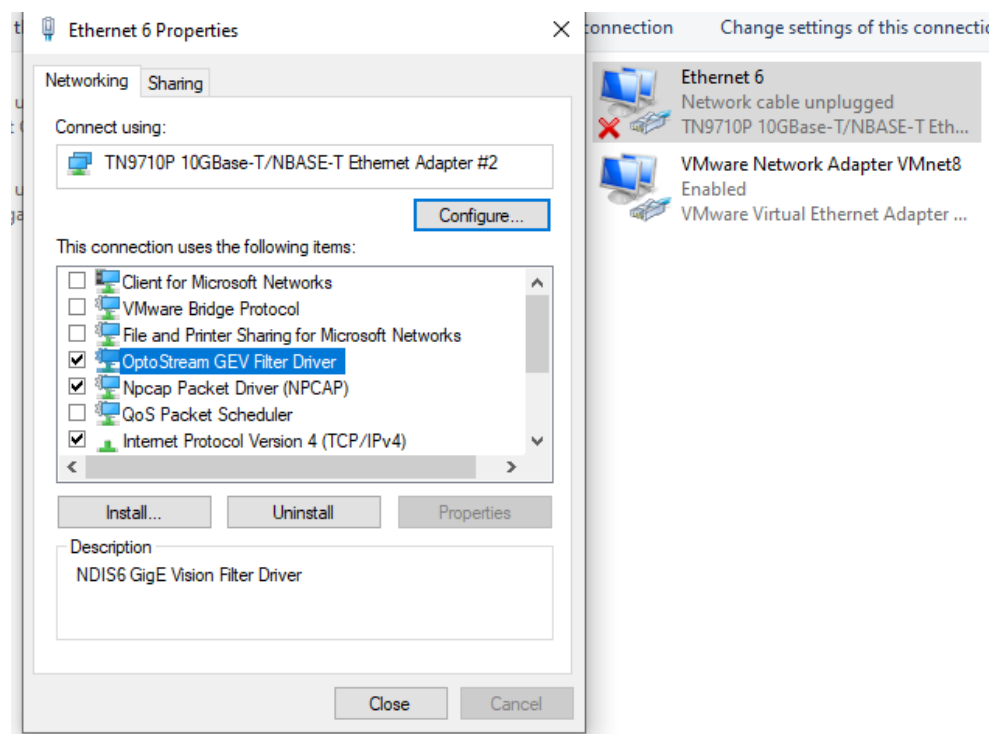 Ethernet 6 Properties
Networking
Sharing
Connect using:
TN9710P 10GBase-T/NBASE-T Ethernet Adapter #2
Configure...
This connection uses the following items:
Client for Microsoft Networks
VMware Bridge Protocol
File and Printer Sharing for Microsoft Networks
OptoStream GEV Filter Driver
Npcap Packet Driver (NPCAP)
QoS Packet Scheduler
Internet Protocol Version 4 (TCP/IPv4)
Install...
Uninstall
Properties
Description
NDIS6 GigE Vision Filter Driver
Close
Cancel
connection
Change settings of this connectio
Ethernet 6
Network cable unplugged
TN9710P 10GBase-T/NBASE-T Eth...
VMware Network Adapter VMnet8
Enabled
VMware Virtual Ethernet Adapter ...